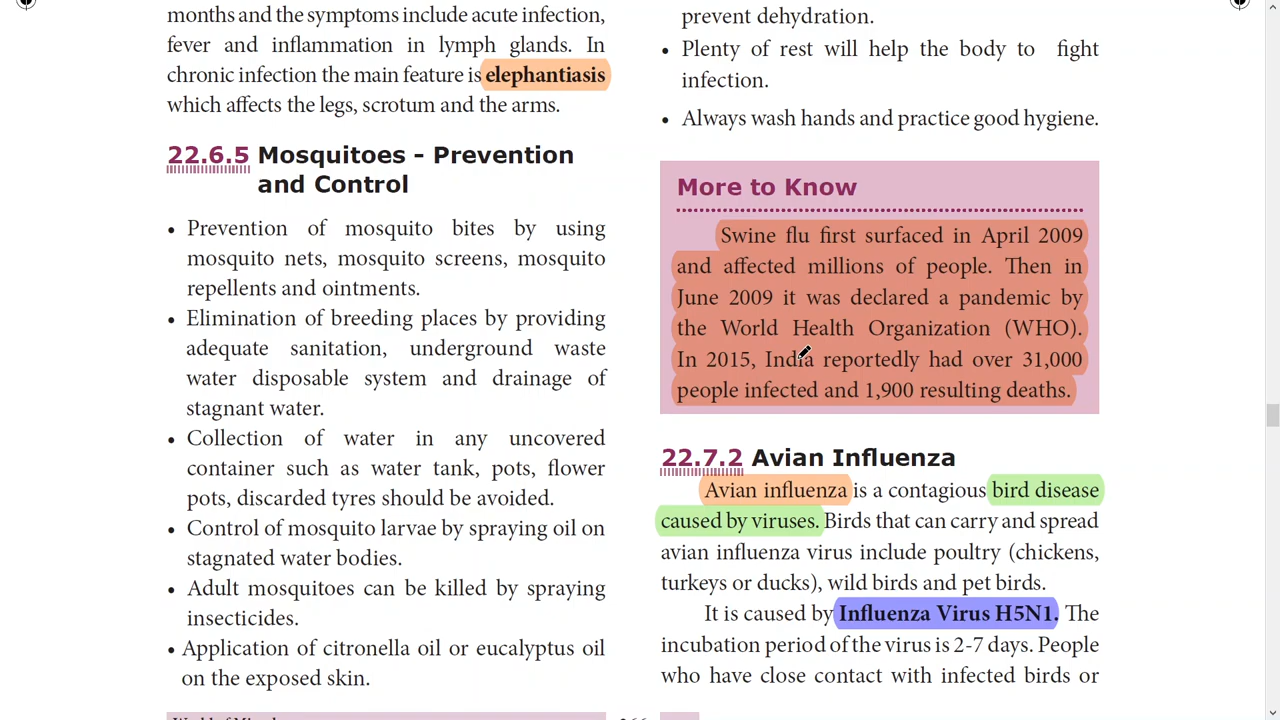 months and the symptoms include acute infection,
fever and inflammation in lymph glands. In
chronic infection the main feature is elephantiasis
which affects the legs, scrotum and the arms.
22.6.5 Mosquitoes - Prevention
and Control
• Prevention of mosquito bites by using
mosquito nets, mosquito screens, mosquito
repellents and ointments.
• Elimination of breeding places by providing
adequate sanitation, underground waste
water disposable system and drainage of
stagnant water.
• Collection of water in any uncovered
container such as water tank, pots, flower
pots, discarded tyres should be avoided.
• Control of mosquito larvae by spraying oil on
stagnated water bodies.
• Adult mosquitoes can be killed by spraying
insecticides.
• Application of citronella oil or eucalyptus oil
on the exposed skin.
prevent dehydration.
• Plenty of rest will help the body to fight
infection.
• Always wash hands and practice good hygiene.
More to Know
Swine flu first surfaced in April 2009
and affected millions of people. Then in
June 2009 it was declared a pandemic by
the World Health Organization (WHO).
In 2015, India reportedly had over 31,000
people infected and 1,900 resulting deaths.
22.7.2 Avian Influenza
Avian influenza is a contagious bird disease
caused by viruses. Birds that can carry and spread
avian influenza virus include poultry (chickens,
turkeys or ducks), wild birds and pet birds.
It is caused by Influenza Virus H5N1. The
incubation period of the virus is 2-7 days. People
who have close contact with infected birds or